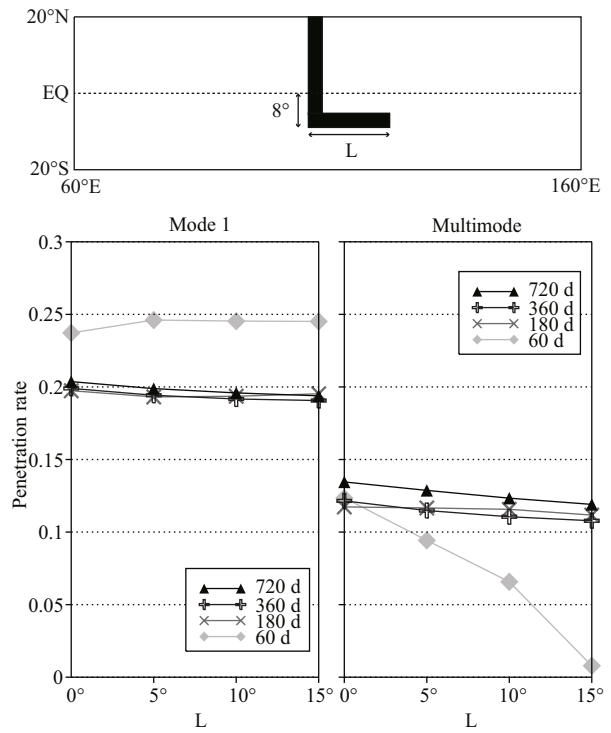 20°N
EQ
8°
20°S
L
60°E
160°E
Mode 1
Multimode
0.3
0.25
0.2
0.15
0.1
0.05
0
Penetration rate
720 d
360 d
180 d
60 d
720 d
360 d
180 d
60 d
0° 5° 10° 15°
0° 5° 10° 15°
L
L